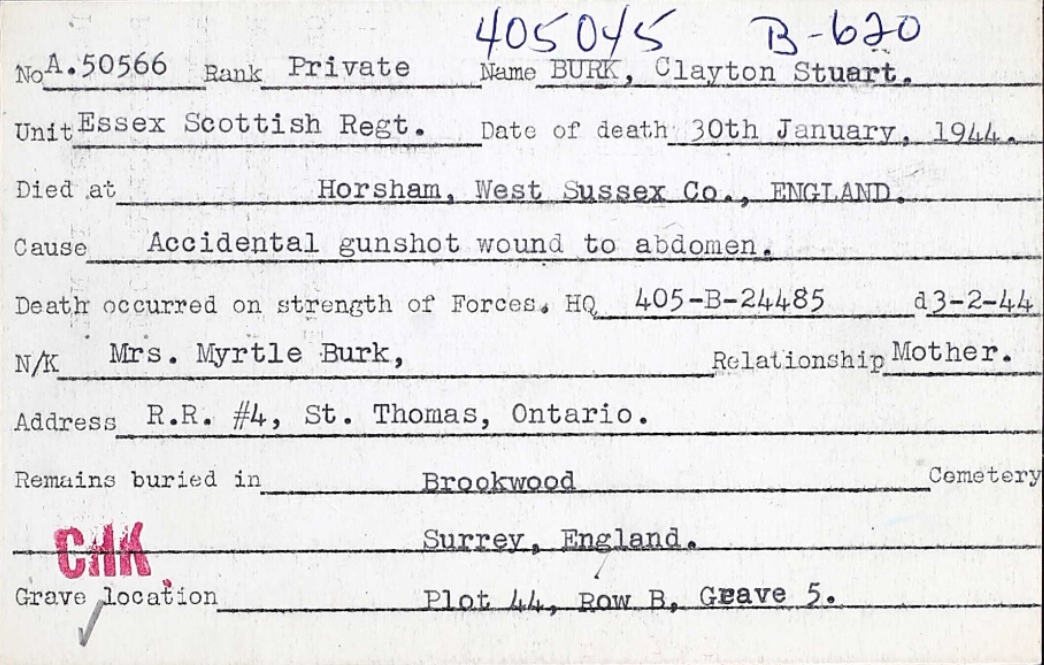 405045 B-620
No A.50566 Rank Private Name BURK, Clayton Stuart.
Unit Essex Scottish Regt. Date of death 30th January, 1944.
Died at Horsham, West Sussex Co., ENGLAND.
Cause Accidental gunshot wound to abdomen.
Death occurred on strength of Forces. HQ 405-B-24485 d3-2-44
N/K Mrs. Myrtle Burk, Relationship Mother.
Address R.R. #4, St. Thomas, Ontario.
Remains buried in Brookwood Cemetery
CHK. Surrey, England.
Grave location Plot 44, Row B, Grave 5.